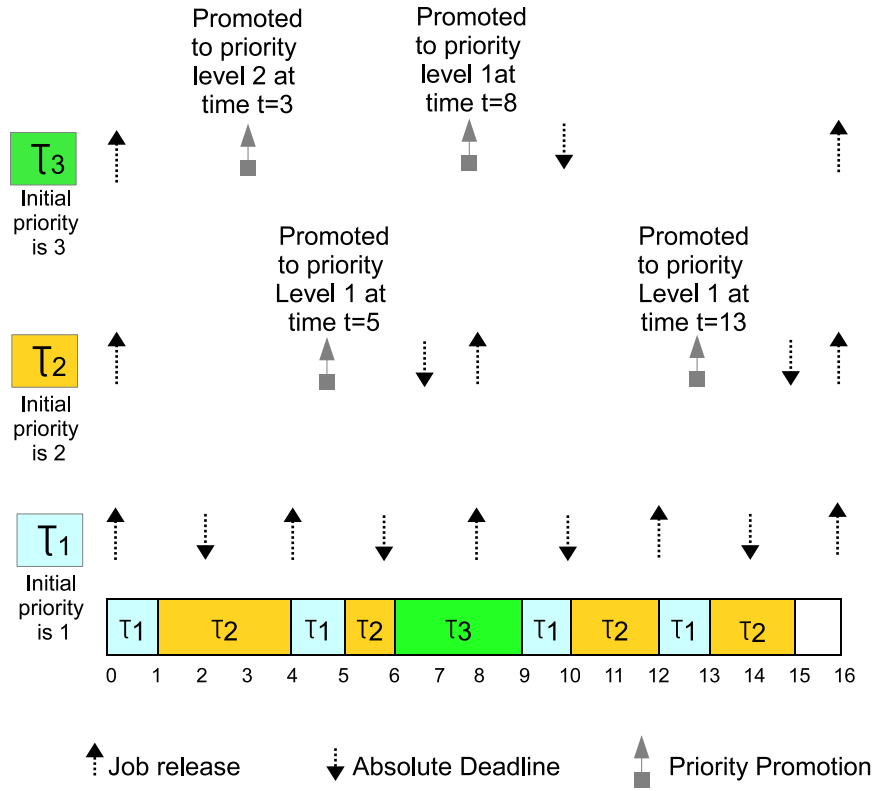 Promoted
to priority
level 2 at
time t=3
Promoted
to priority
level 1at
time t=8
τ3
Initial
priority
is 3
Promoted
to priority
Level 1 at
time t=5
Promoted
to priority
Level 1 at
time t=13
τ2
Initial
priority
is 2
τ1
Initial
priority
is 1
τ1 τ2 τ1 τ2 τ3 τ1 τ2 τ1 τ2
0 1 2 3 4 5 6 7 8 9 10 11 12 13 14 15 16
Job release Absolute Deadline Priority Promotion